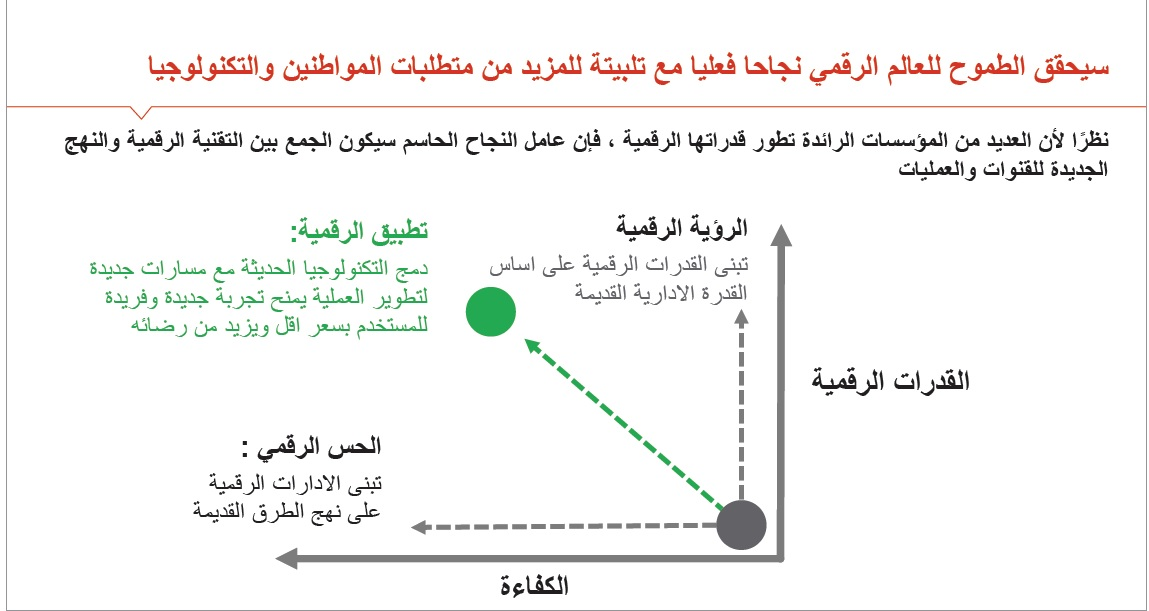 سيحقق الطموح للعالم الرقمي نجاحا فعليا مع تلبيتة للمزيد من متطلبات المواطنين والتكنولوجيا
نظرًا لأن العديد من المؤسسات الرائدة تطور قدراتها الرقمية ، فإن عامل النجاح الحاسم سيكون الجمع بين التقنية الرقمية والنهج
الجديدة للقنوات والعمليات
الرؤية الرقمية
تبنى القدرات الرقمية على اساس
القدرة الادارية القديمة
تطبيق الرقمية:
دمج التكنولوجيا الحديثة مع مسارات جديدة
لتطوير العملية يمنح تجربة جديدة وفريدة
للمستخدم بسعر اقل ويزيد من رضائه
القدرات الرقمية
الحس الرقمي :
تبنى الادارات الرقمية
على نهج الطرق القديمة
الكفاءة